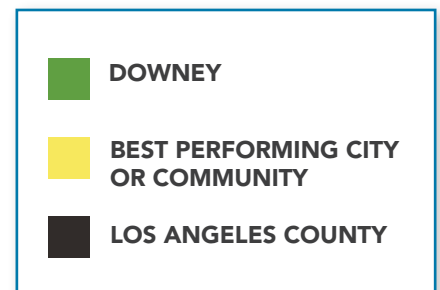 DOWNEY
BEST PERFORMING CITY
OR COMMUNITY
LOS ANGELES COUNTY